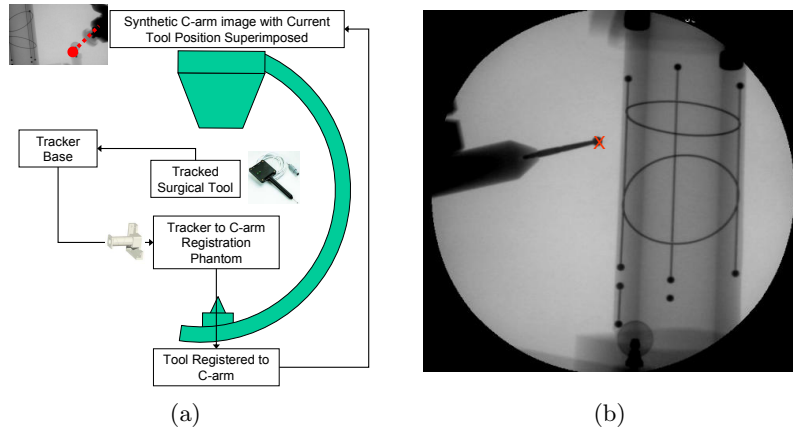 Synthetic C-arm image with Current
Tool Position Superimposed
Tracker
Base
Tracked
Surgical Tool
Tracker to C-arm
Registration
Phantom
Tool Registered to
C-arm
X
(a)
(b)